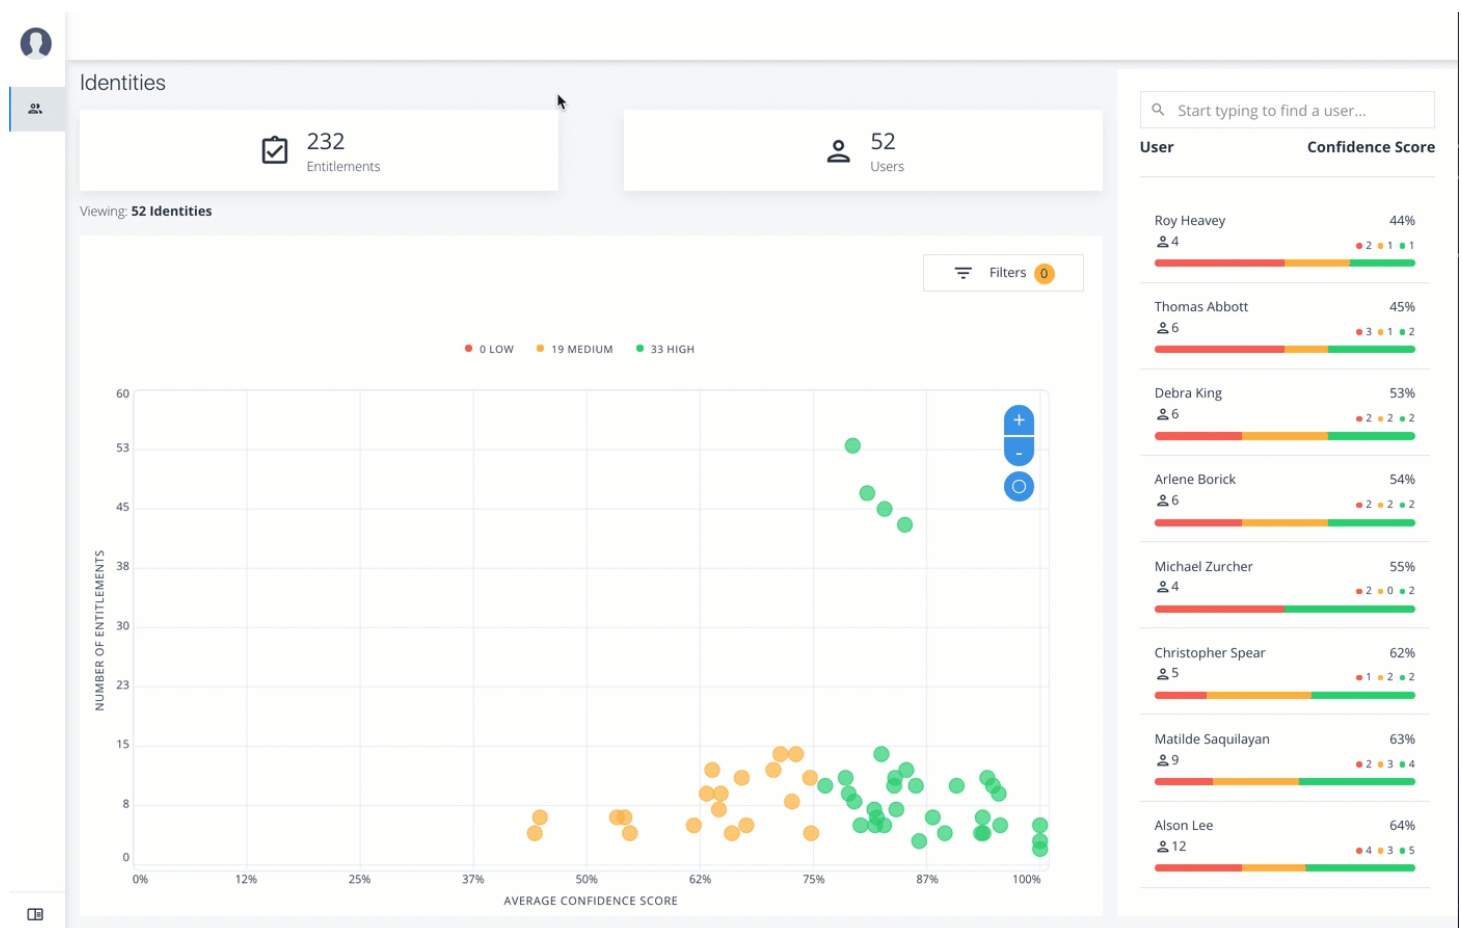 Identities
232
Entitlements
52
Users
Viewing: 52 Identities
Filters 0
0 LOW 19 MEDIUM 33 HIGH
+
-
60
53
45
38
30
23
15
8
0
NUMBER OF ENTITLEMENTS
0% 12% 25% 37% 50% 62% 75% 87% 100%
AVERAGE CONFIDENCE SCORE
Start typing to find a user...
User Confidence Score
Roy Heavey 44%
4 2 1 1
Thomas Abbott 45%
6 3 1 2
Debra King 53%
6 2 2 2
Arlene Borick 54%
6 2 2 2
Michael Zurcher 55%
4 2 0 2
Christopher Spear 62%
5 1 2 2
Matilde Saquilayan 63%
9 2 3 4
Alson Lee 64%
12 4 3 5